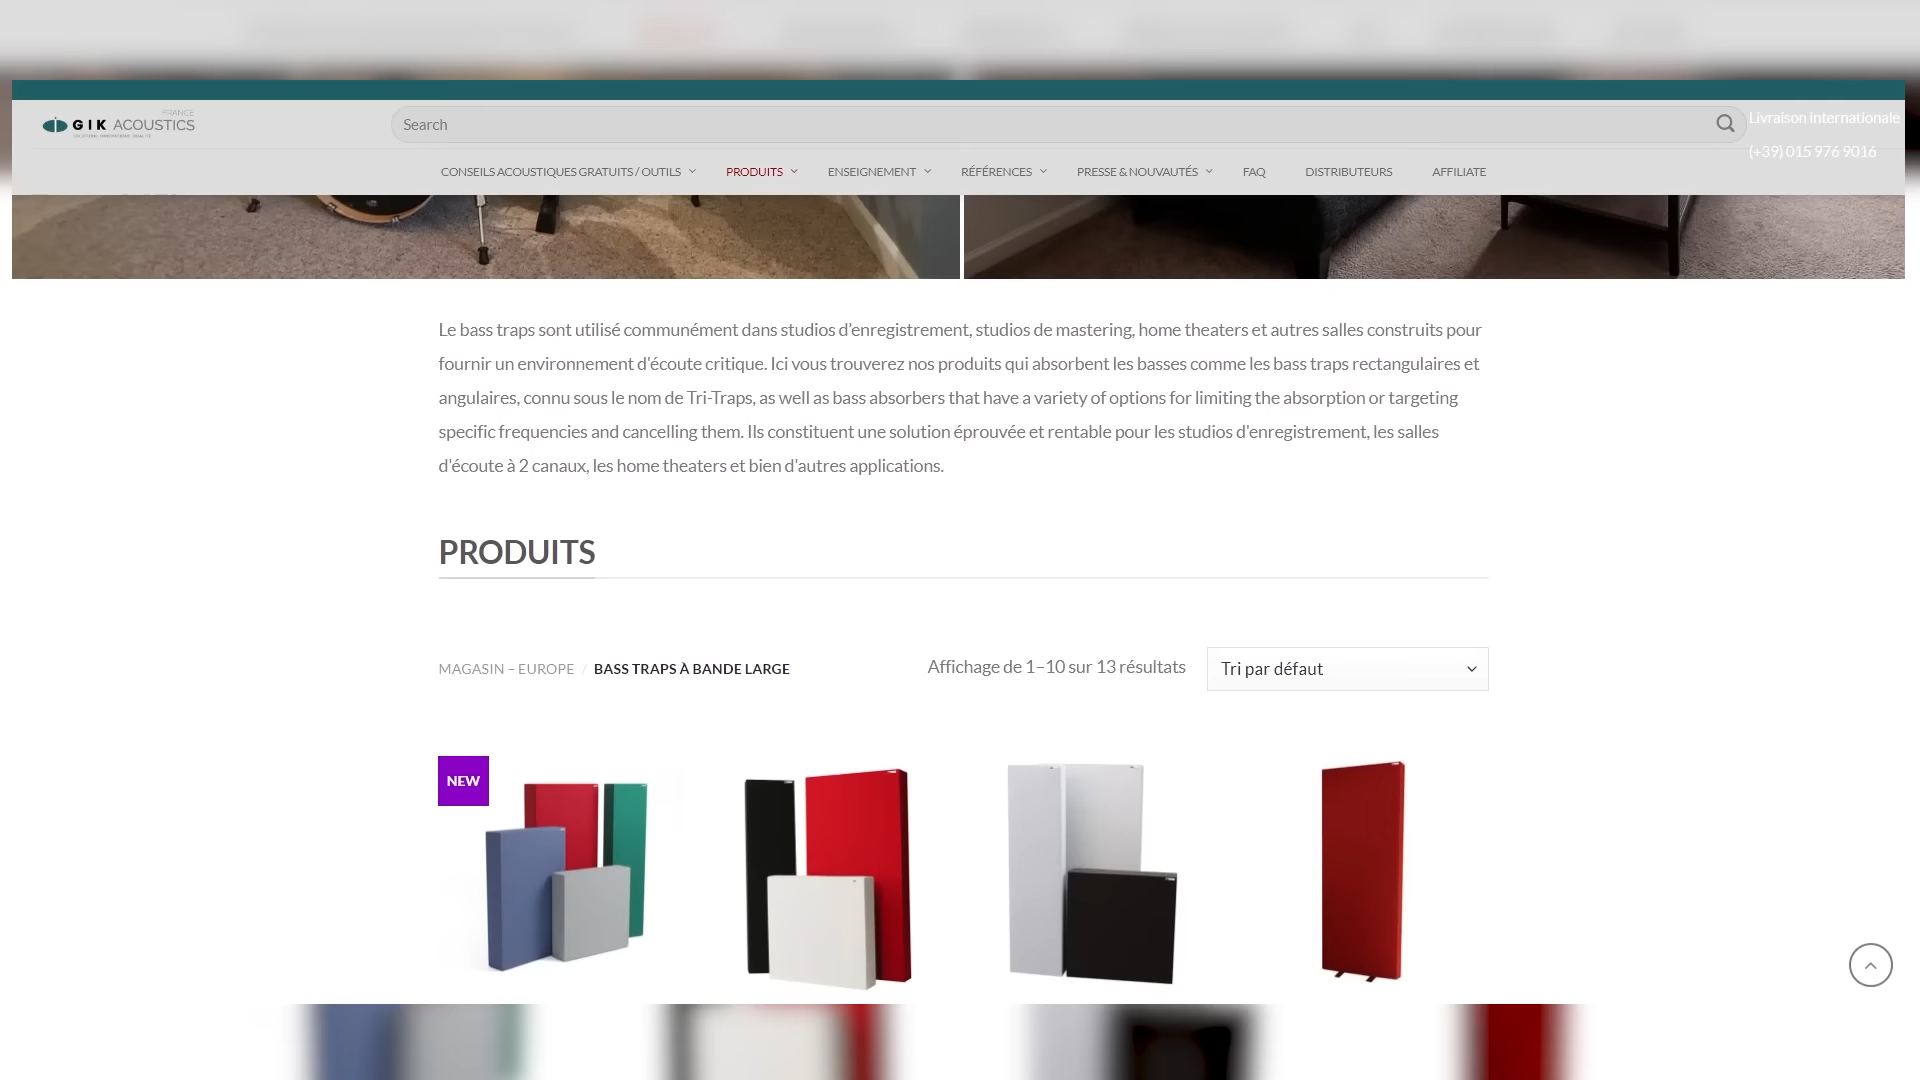 FRANCE
GIK ACOUSTICS
Search
Livraison internationale
(+39) 015 976 9016
CONSEILS ACOUSTIQUES GRATUITS / OUTILS
PRODUITS
ENSEIGNEMENT
RÉFÉRENCES
PRESSE & NOUVAUTÉS
FAQ
DISTRIBUTEURS
AFFILIATE
Le bass traps sont utilisé communément dans studios d’enregistrement, studios de mastering, home theaters et autres salles construits pour
fournir un environnement d'écoute critique. Ici vous trouverez nos produits qui absorbent les basses comme les bass traps rectangulaires et
angulaires, connu sous le nom de Tri-Traps, as well as bass absorbers that have a variety of options for limiting the absorption or targeting
specific frequencies and cancelling them. Ils constituent une solution éprouvée et rentable pour les studios d'enregistrement, les salles
d'écoute à 2 canaux, les home theaters et bien d'autres applications.
PRODUITS
MAGASIN – EUROPE / BASS TRAPS À BANDE LARGE
Affichage de 1–10 sur 13 résultats
Tri par défaut
NEW